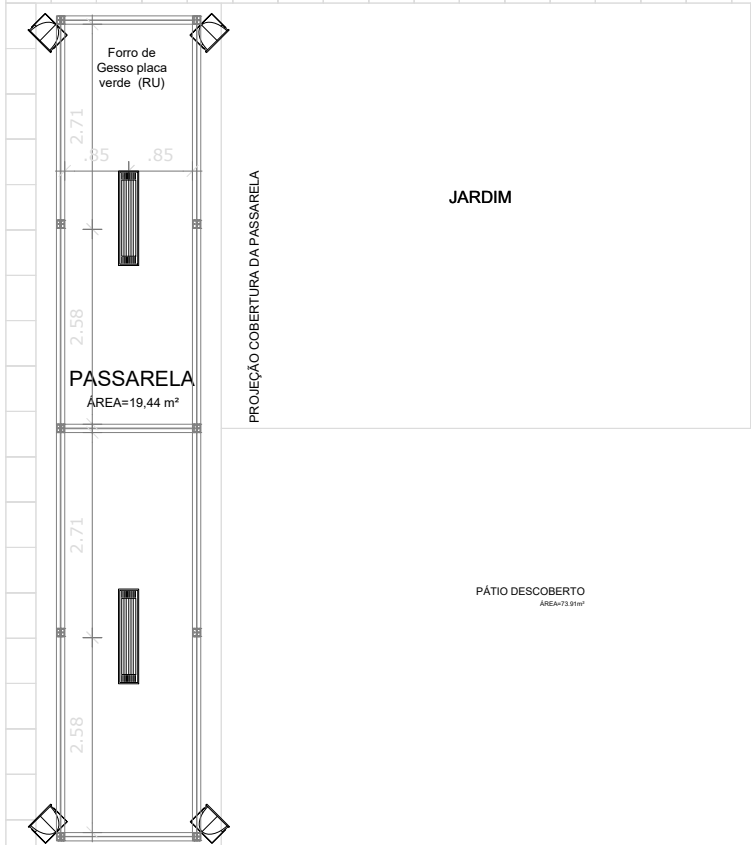 Forro de
Gesso placa
verde (RU)
2.71
.85
.85
PROJEÇÃO COBERTURA DA PASSARELA
JARDIM
2.58
PASSARELA
ÁREA=19,44 m²
2.71
PÁTIO DESCOBERTO
ÁREA=73.91m²
2.58